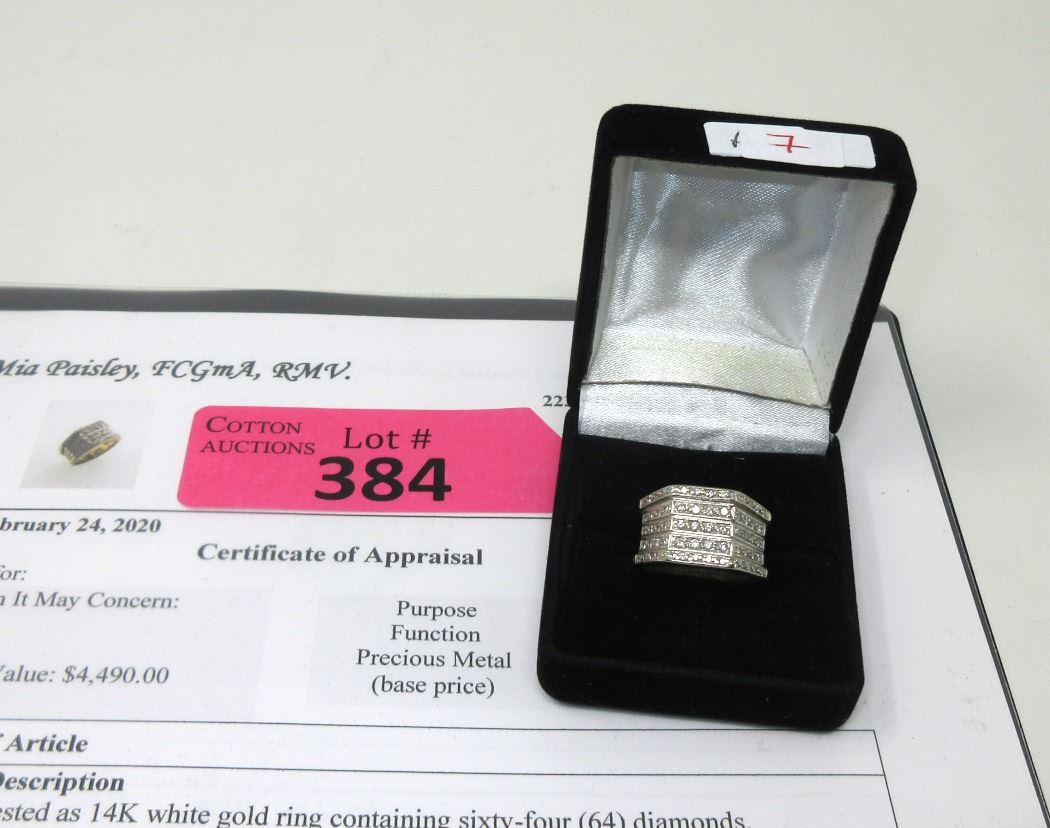 7
Mia Paisley, FCGmA, RMV.
COTTON
AUCTIONS
Lot #
384
bruary 24, 2020
Certificate of Appraisal
for:
It May Concern:
Purpose
Function
Precious Metal
(base price)
Value: $4,490.00
Article
Description
ested as 14K white gold ring containing sixty-four (64) diamonds.